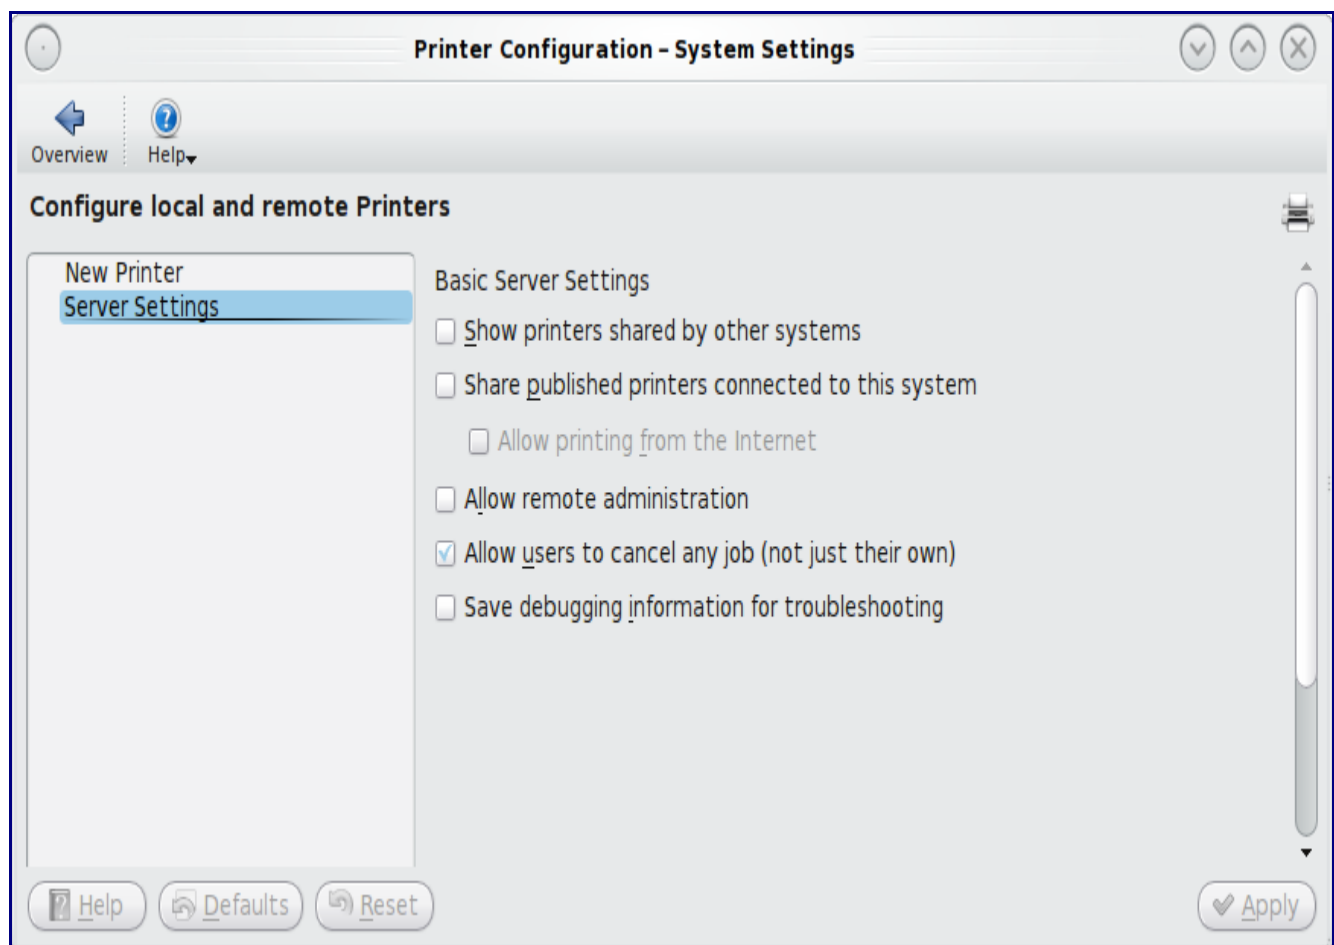 Printer Configuration – System Settings
Overview
Help
Configure local and remote Printers
New Printer
Server Settings
Basic Server Settings
Show printers shared by other systems
Share published printers connected to this system
Allow printing from the Internet
Allow remote administration
Allow users to cancel any job (not just their own)
Save debugging information for troubleshooting
Help
Defaults
Reset
Apply